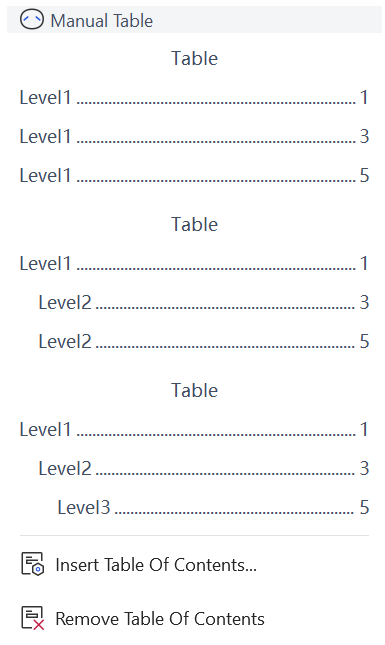 Manual Table
Table
Level1 ........................................................... 1
Level1 ........................................................... 3
Level1 ........................................................... 5
Table
Level1 ........................................................... 1
Level2 ....................................................... 3
Level2 ....................................................... 5
Table
Level1 ........................................................... 1
Level2 ....................................................... 3
Level3 ................................................... 5
Insert Table Of Contents...
Remove Table Of Contents